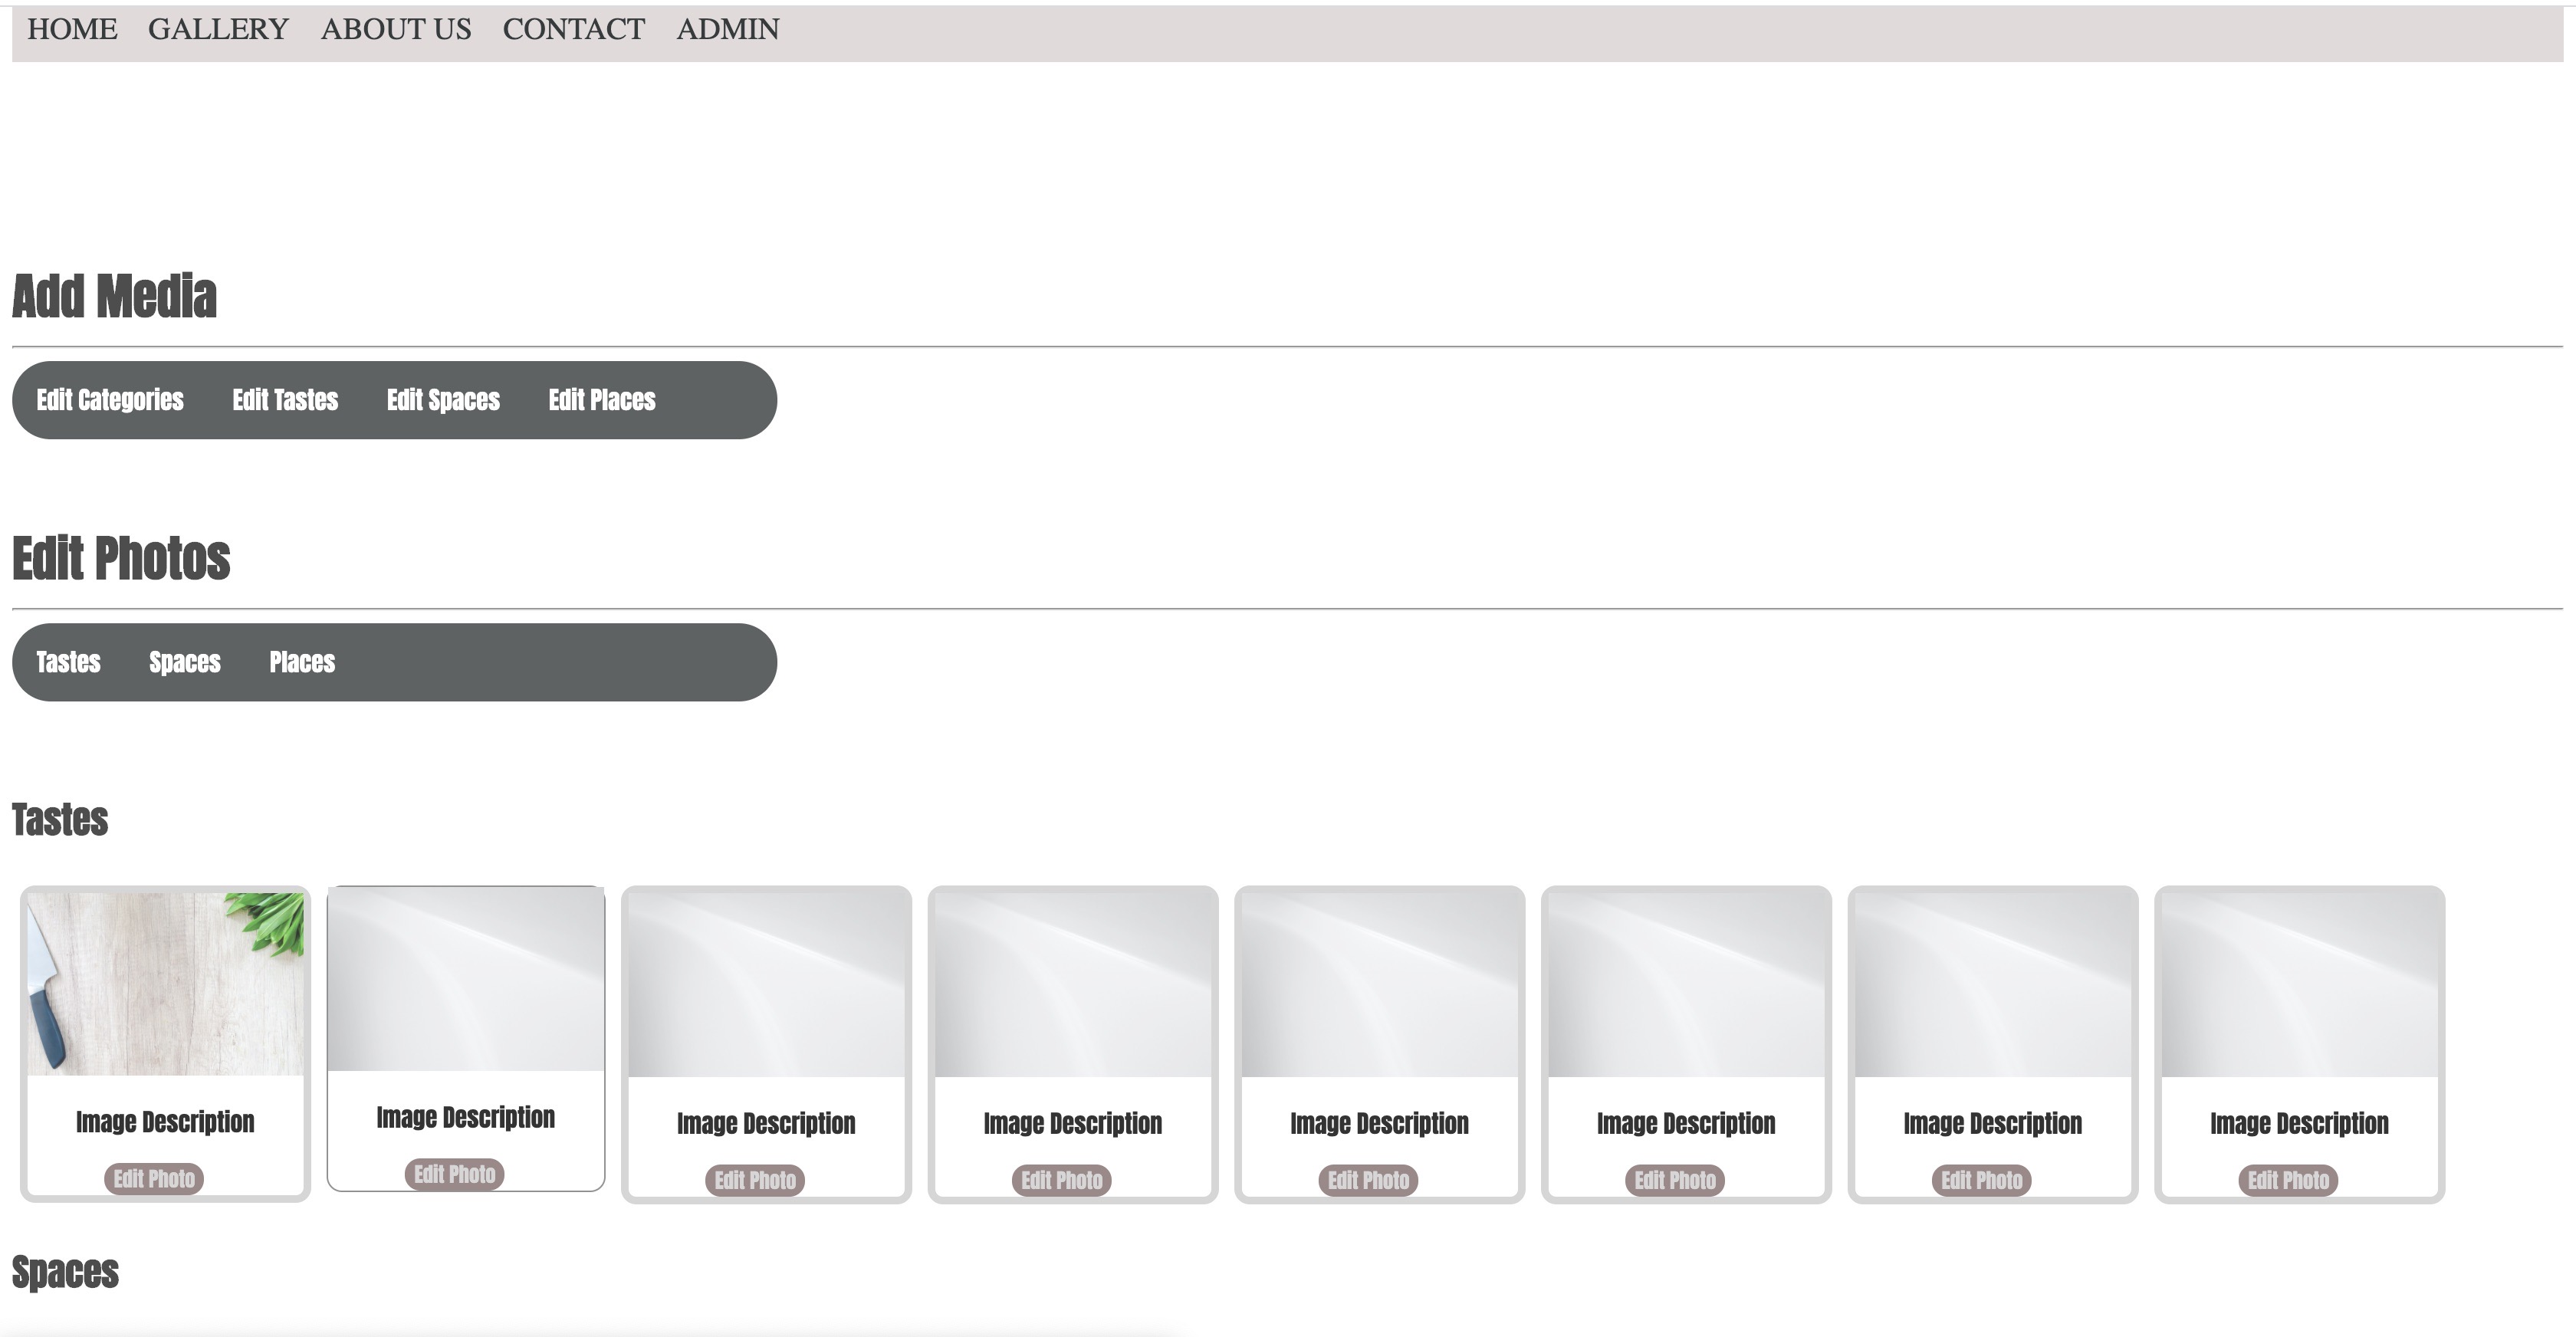 HOME GALLERY ABOUT US CONTACT ADMIN
Add Media
Edit Categories Edit Tastes Edit Spaces Edit Places
Edit Photos
Tastes Spaces Places
Tastes
Image Description Image Description Image Description Image Description Image Description Image Description Image Description Image Description
Edit Photo Edit Photo Edit Photo Edit Photo Edit Photo Edit Photo Edit Photo Edit Photo
Spaces